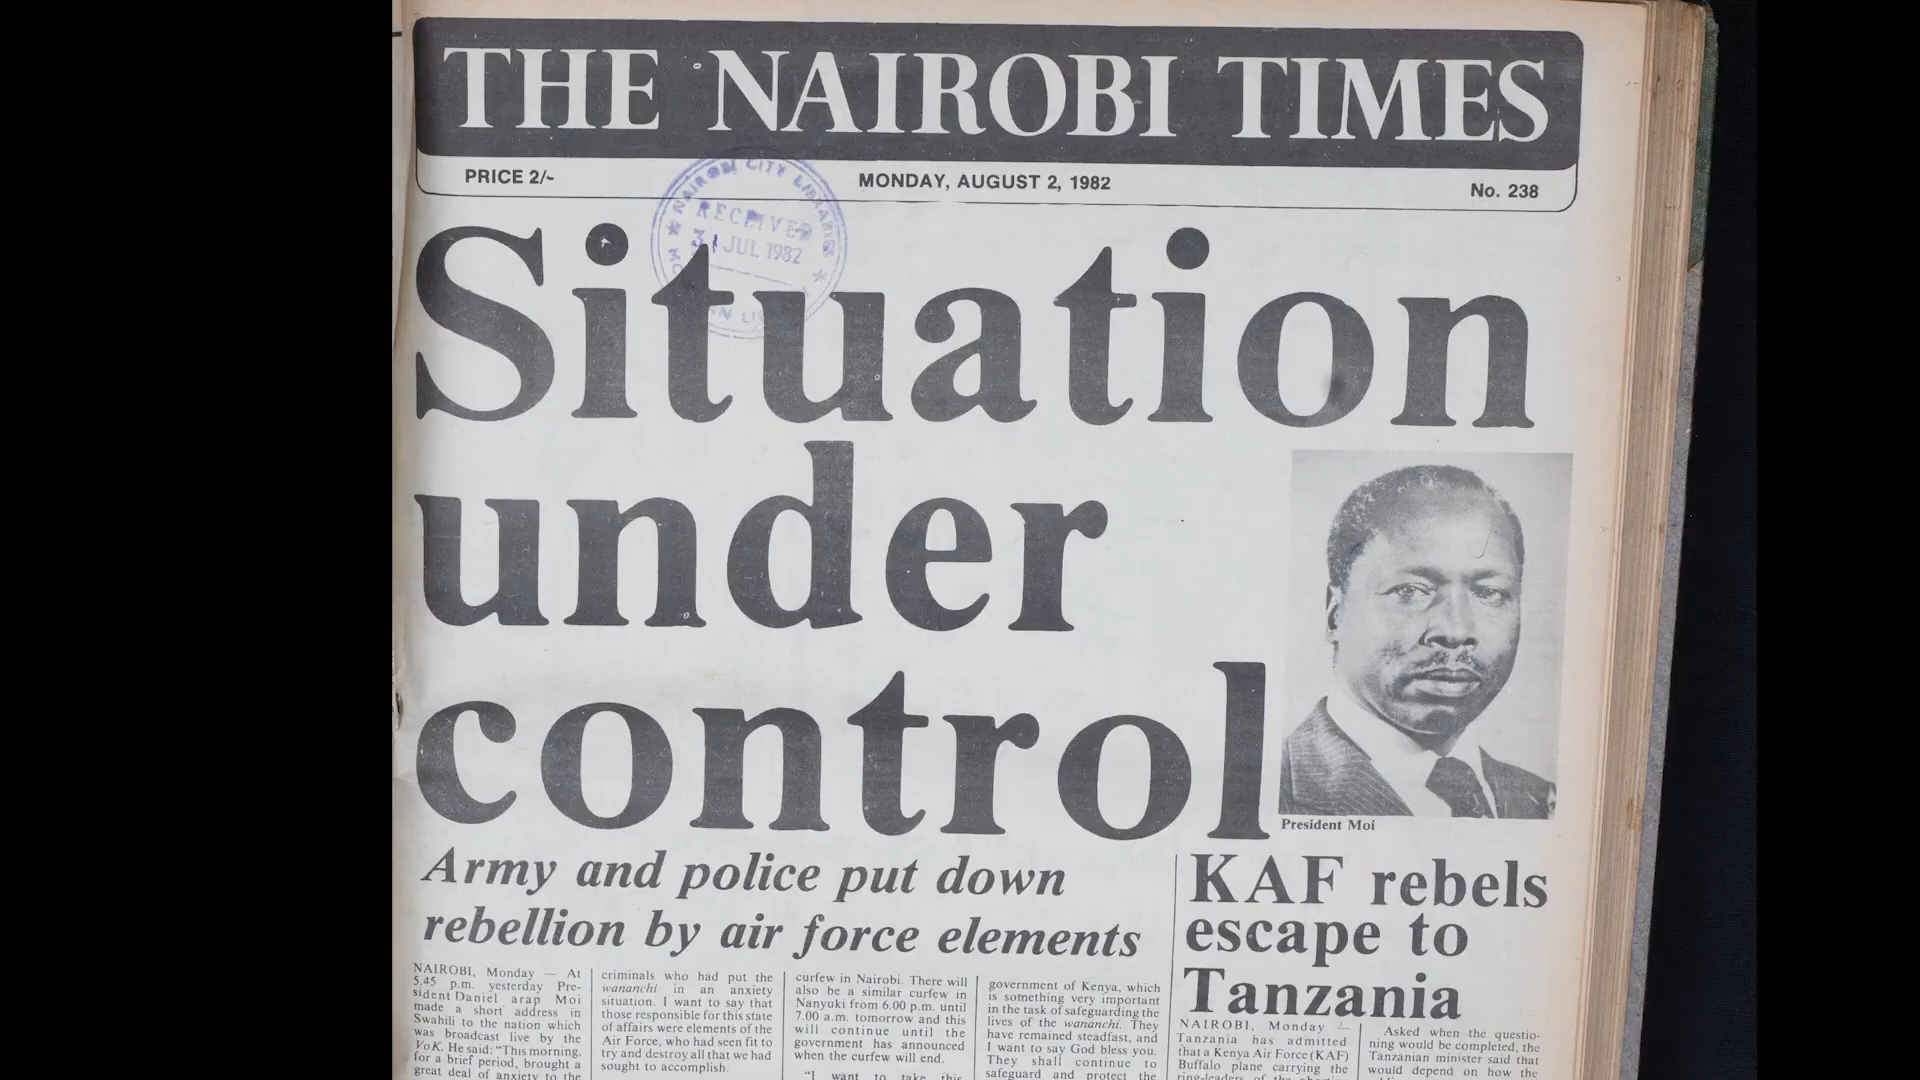 THE NAIROBI TIMES
PRICE 2/-
MONDAY, AUGUST 2, 1982
No. 238
NAIROBI CITY LIBRARIES
RECEIVED
31 JUL 1982
Situation
under
control
President Moi
Army and police put down
rebellion by air force elements
NAIROBI, Monday — At
5.45 p.m. yesterday Pre-
sident Daniel arap Moi
made a short address in
Swahili to the nation which
was broadcast live by the
VoK. He said: "This morning,
for a brief period, brought a
great deal of anxiety to the
criminals who had put the
wananchi in an anxiety
situation. I want to say that
those responsible for this state
of affairs were elements of the
Air Force, who had seen fit to
try and destroy all that we had
sought to accomplish.
curfew in Nairobi. There will
also be a similar curfew in
Nanyuki from 6.00 p.m. until
7.00 a.m. tomorrow and this
will continue until the
government has announced
when the curfew will end.
"I want to take this
government of Kenya, which
is something very important
in the task of safeguarding the
lives of the wananchi. They
have remained steadfast, and
I want to say God bless you.
They shall continue to
safeguard and protect the
KAF rebels
escape to
Tanzania
NAIROBI, Monday —
Tanzania has admitted
that a Kenya Air Force (KAF)
Buffalo plane carrying the
ring-leaders of the
Asked when the questio-
ning would be completed, the
Tanzanian minister said that
would depend on how the